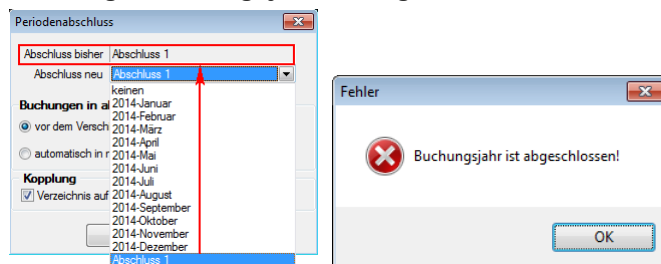 Periodenabschluss
Abschluss bisher Abschluss 1
Abschluss neu Abschluss 1
keinen
2014-Januar
2014-Februar
2014-März
2014-April
2014-Mai
2014-Juni
2014-Juli
2014-August
2014-September
2014-Oktober
2014-November
2014-Dezember
Abschluss 1
Buchungen in
vor dem
automatisch in
Kopplung
Verzeichnis auf
Fehler
Buchungsjahr ist abgeschlossen!
OK